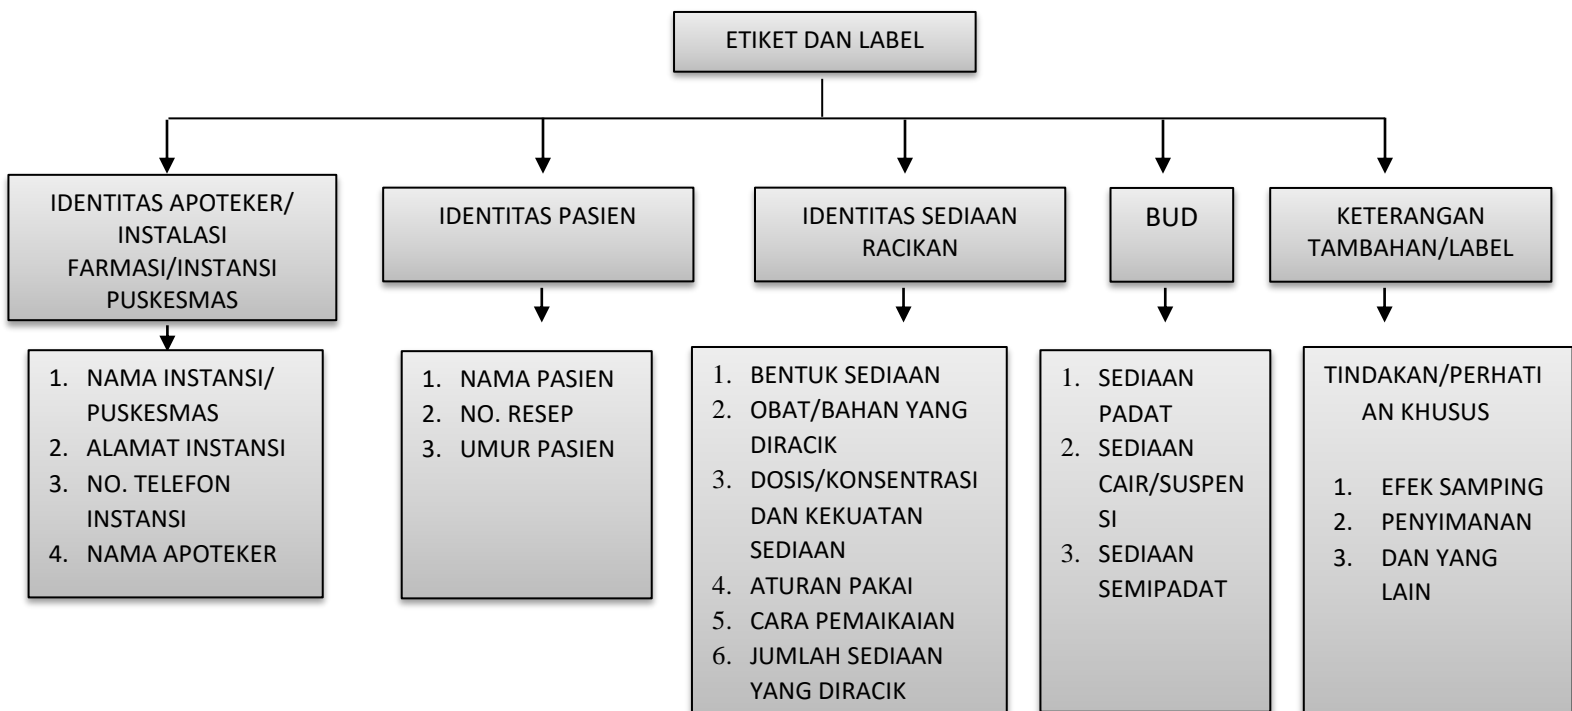 ETIKET DAN LABEL
IDENTITAS APOTEKER/
INSTALASI
FARMASI/INSTANSI
PUSKESMAS
IDENTITAS PASIEN
IDENTITAS SEDIAAN
RACIKAN
BUD
KETERANGAN
TAMBAHAN/LABEL
1. NAMA INSTANSI/
PUSKESMAS
2. ALAMAT INSTANSI
3. NO. TELEFON
INSTANSI
4. NAMA APOTEKER
1. NAMA PASIEN
2. NO. RESEP
3. UMUR PASIEN
1. BENTUK SEDIAAN
2. OBAT/BAHAN YANG
DIRACIK
3. DOSIS/KONSENTRASI
DAN KEKUATAN
SEDIAAN
4. ATURAN PAKAI
5. CARA PEMAIKAIAN
6. JUMLAH SEDIAAN
YANG DIRACIK
1. SEDIAAN
PADAT
2. SEDIAAN
CAIR/SUSPEN
SI
3. SEDIAAN
SEMIPADAT
TINDAKAN/PERHATI
AN KHUSUS
1. EFEK SAMPING
2. PENYIMANAN
3. DAN YANG
LAIN